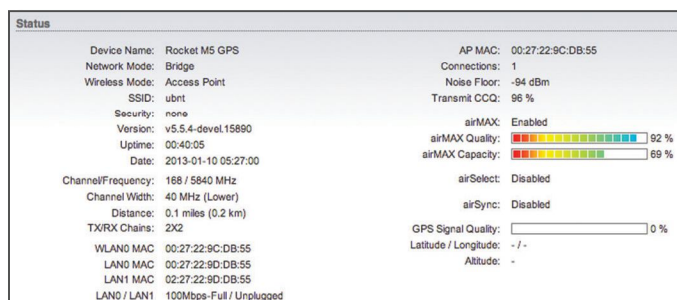 Status
Device Name: Rocket M5 GPS
Network Mode: Bridge
Wireless Mode: Access Point
SSID: ubnt
Security: none
Version: v5.5.4-devel.15890
Uptime: 00:40:05
Date: 2013-01-10 05:27:00
Channel/Frequency: 168 / 5840 MHz
Channel Width: 40 MHz (Lower)
Distance: 0.1 miles (0.2 km)
TX/RX Chains: 2X2
WLAN0 MAC 00:27:22:9C:DB:55
LAN0 MAC 00:27:22:9D:DB:55
LAN1 MAC 02:27:22:9D:DB:55
LAN0 / LAN1 100Mbps-Full / Unplugged
AP MAC: 00:27:22:9C:DB:55
Connections: 1
Noise Floor: -94 dBm
Transmit CCQ: 96 %
airMAX: Enabled
airMAX Quality: 92 %
airMAX Capacity: 69 %
airSelect: Disabled
airSync: Disabled
GPS Signal Quality: 0 %
Latitude / Longitude: - / -
Altitude: -